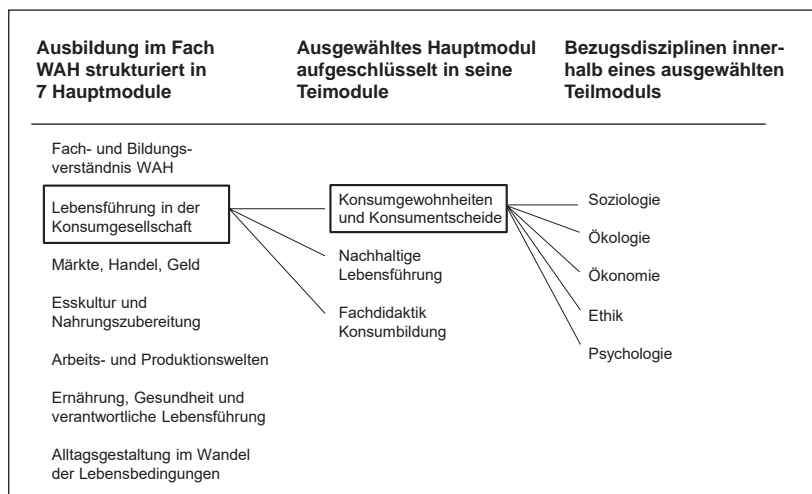 Ausbildung im Fach
WAH strukturiert in
7 Hauptmodule
Ausgewähltes Hauptmodul
aufgeschlüsselt in seine
Teimodule
Bezugsdisziplinen inner-
halb eines ausgewählten
Teilmoduls
Fach- und Bildungs-
verständnis WAH
Lebensführung in der
Konsumgesellschaft
Märkte, Handel, Geld
Esskultur und
Nahrungszubereitung
Arbeits- und Produktionswelten
Ernährung, Gesundheit und
verantwortliche Lebensführung
Alltagsgestaltung im Wandel
der Lebensbedingungen
Konsumgewohnheiten
und Konsumentscheide
Nachhaltige
Lebensführung
Fachdidaktik
Konsumbildung
Soziologie
Ökologie
Ökonomie
Ethik
Psychologie